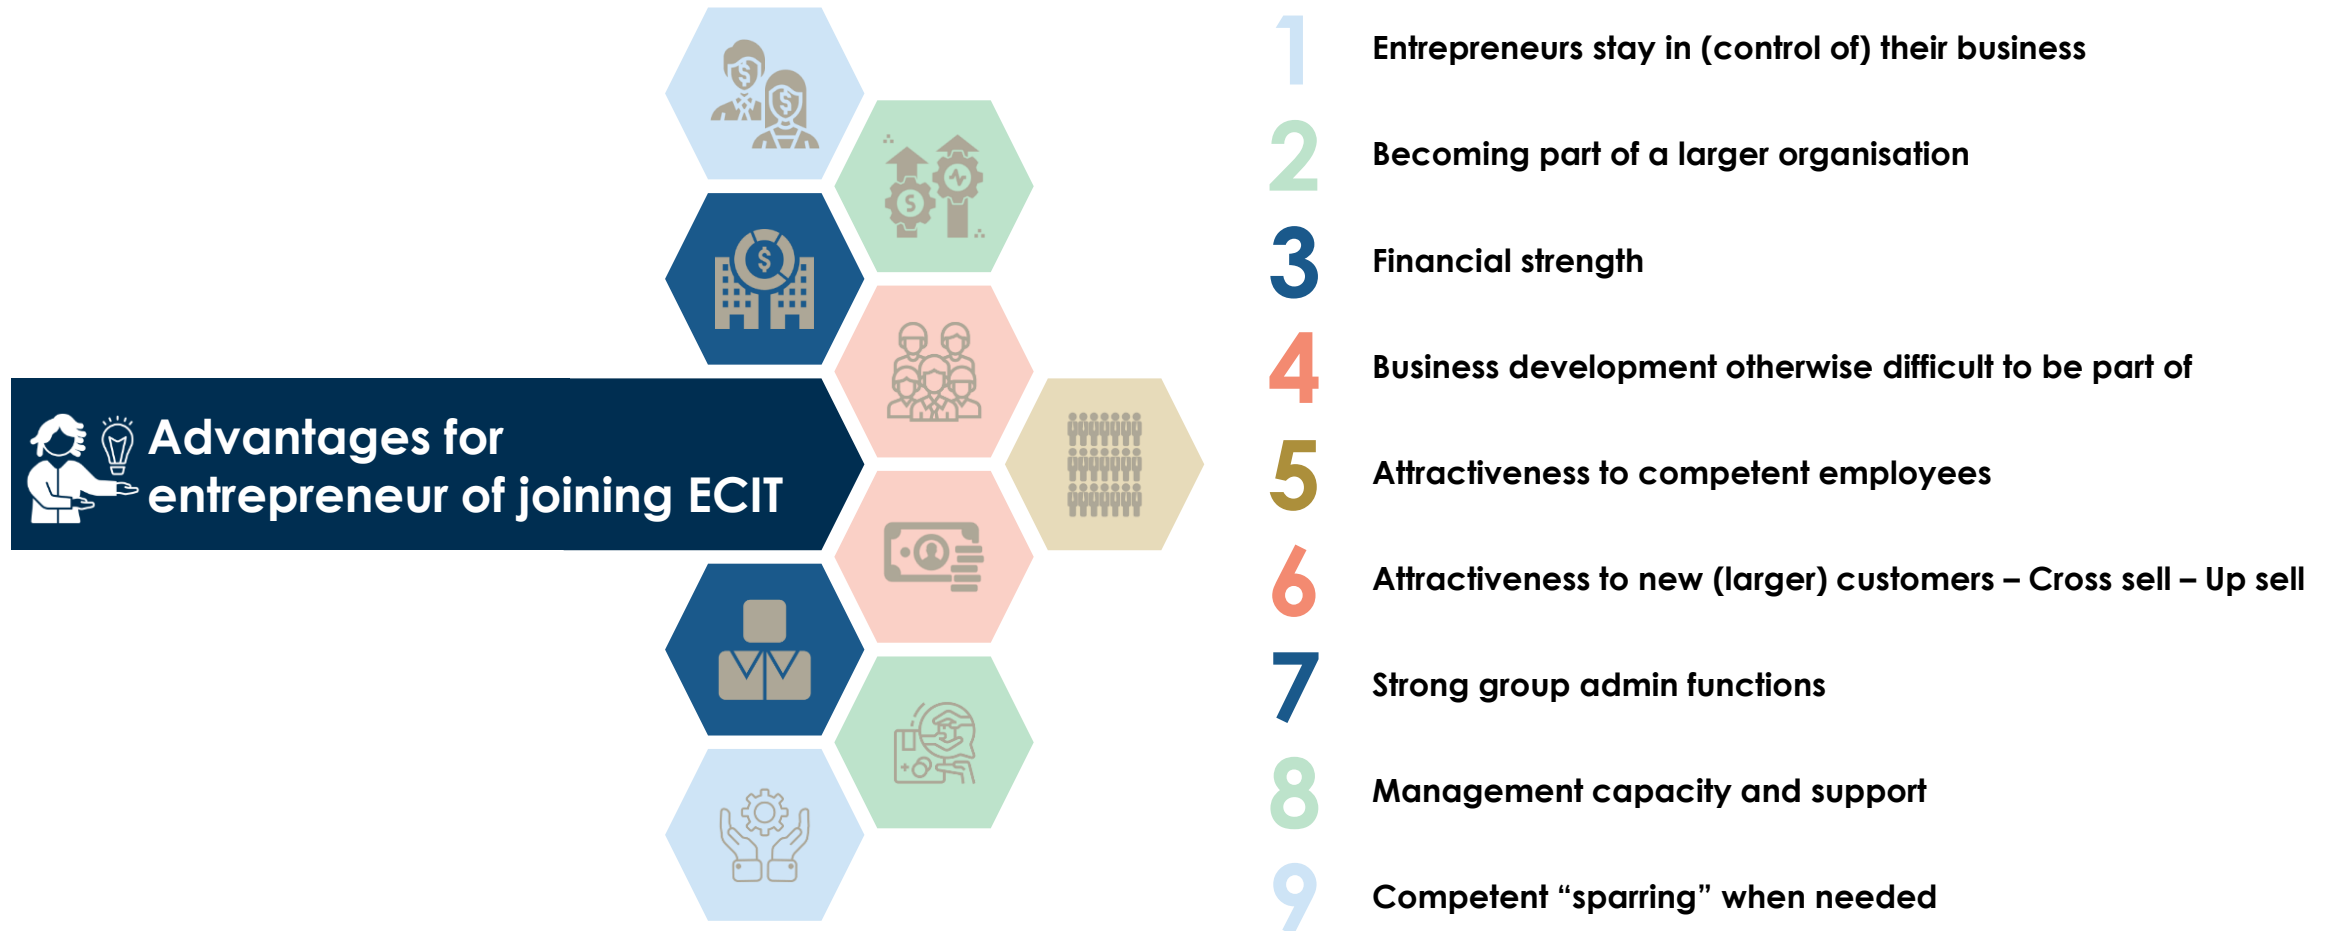 Advantages for
entrepreneur of joining ECIT
1 Entrepreneurs stay in (control of) their business
2 Becoming part of a larger organisation
3 Financial strength
4 Business development otherwise difficult to be part of
5 Attractiveness to competent employees
6 Attractiveness to new (larger) customers – Cross sell – Up sell
7 Strong group admin functions
8 Management capacity and support
9 Competent “sparring” when needed